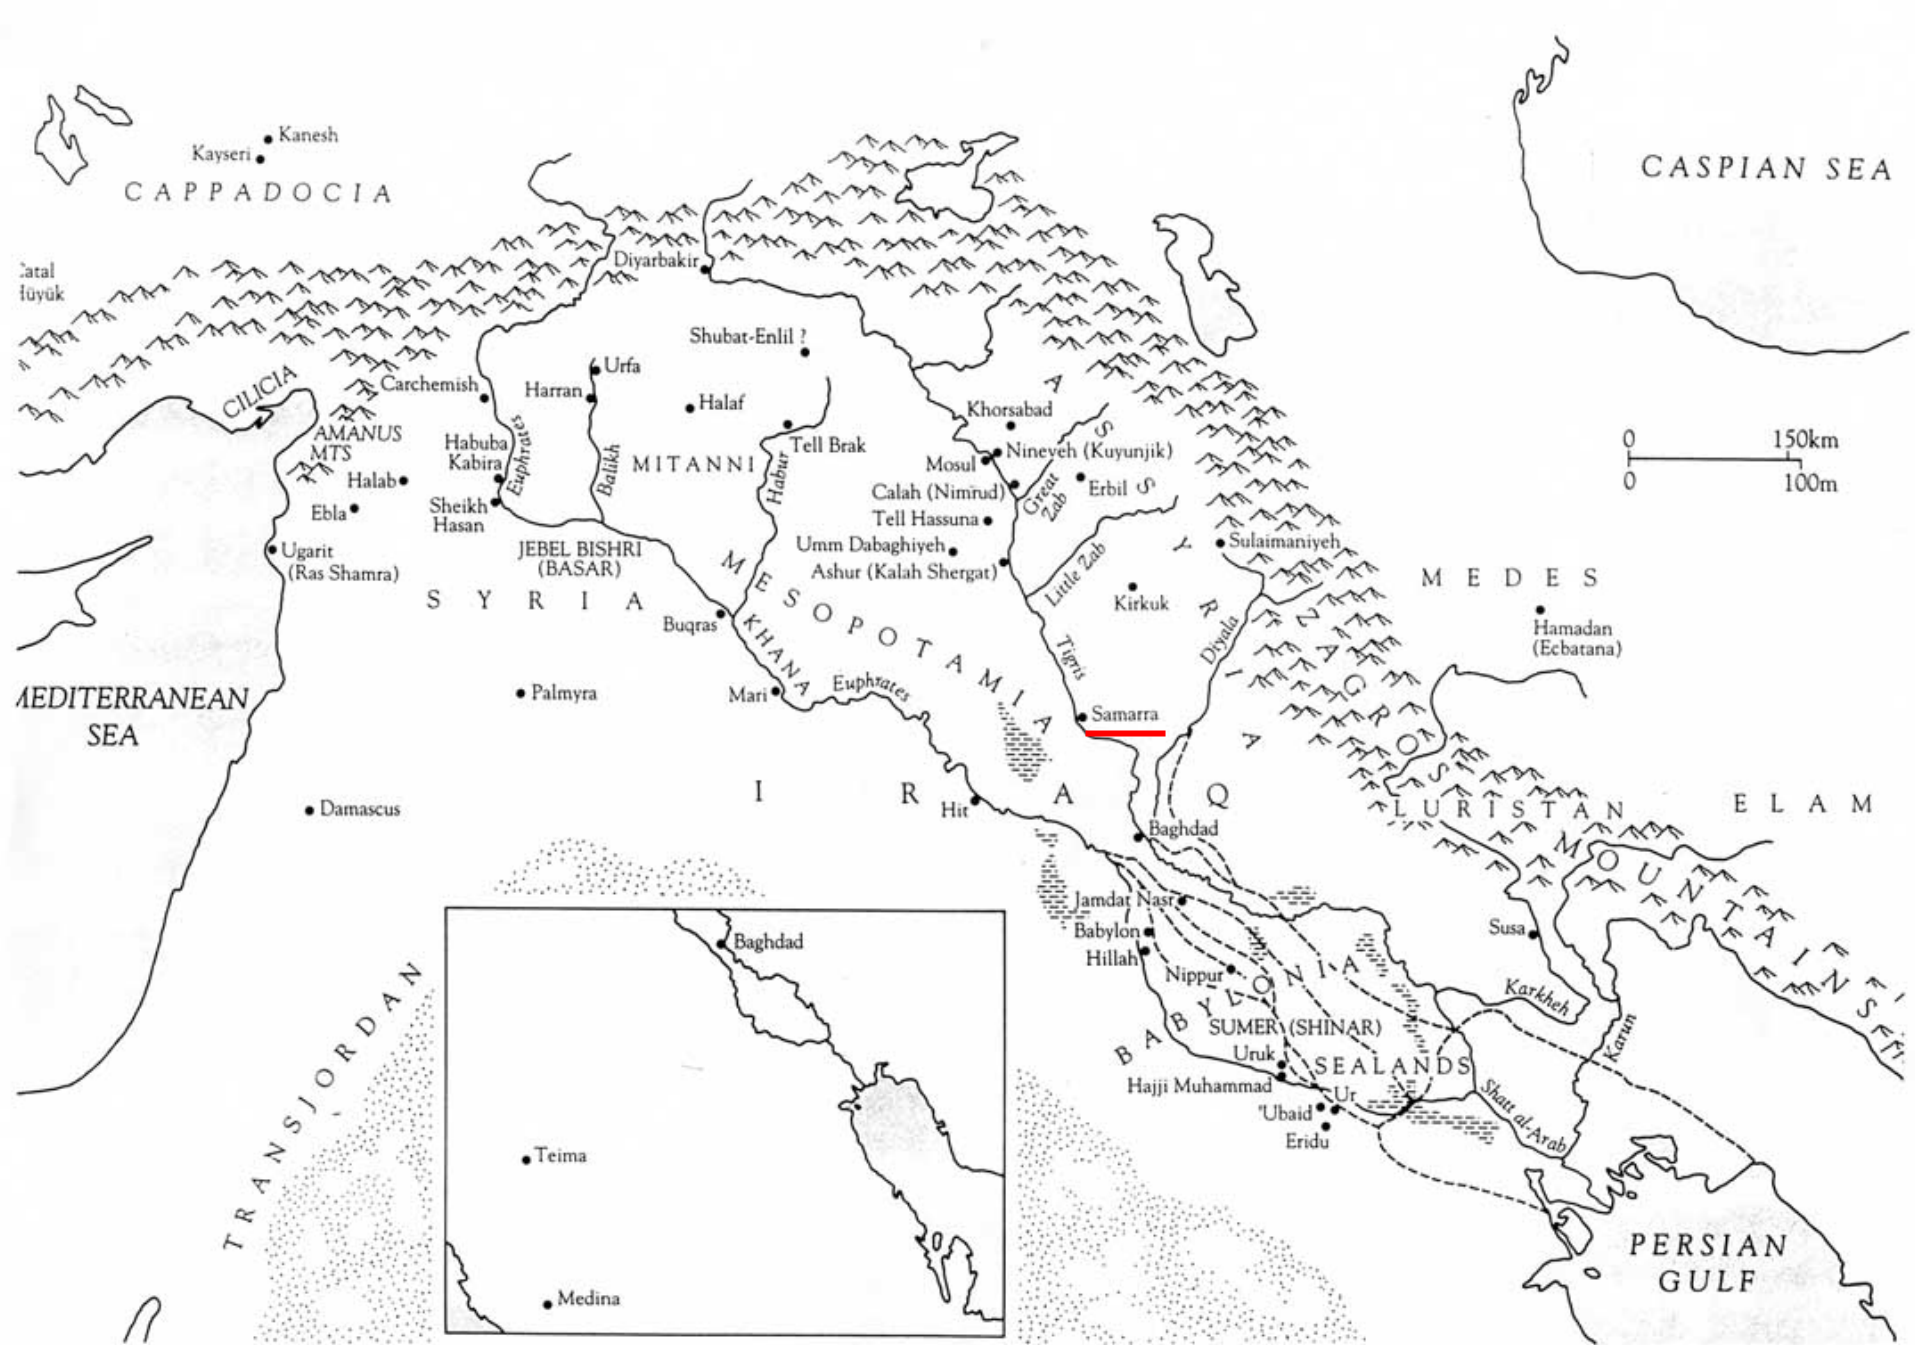 Kanesh
Kayseri
CAPPADOCIA
CASPIAN SEA
Diyarbakir
atal
üyük
Shubat-Enlil ?
Urfa
CILICIA
Carchemish
Harran
Halaf
A S S Y R I A
Khorsabad
AMANUS
MTS
Habuba
Kabira
Euphrates
Balikh
MITANNI
Habur
Tell Brak
Nineveh (Kuyunjik)
Mosul
0 150km
0 100m
Halab
Ebla
Sheikh
Hasan
Calah (Nimrud)
Great
Zab
Erbil
Tell Hassuna
Umm Dabaghiyeh
Ashur (Kalah Shergat)
Sulaimaniyeh
Ugarit
(Ras Shamra)
JEBEL BISHRI
(BASAR)
SYRIA
MESOPOTAMIA
Little Zab
Kirkuk
MEDES
Hamadan
(Ecbatana)
Buqras
KHANA
Tigris
Diyala
ZAGROS
MOUNTAINS
MEDITERRANEAN
SEA
Palmyra
Mari
Euphrates
Samarra
IRAQ
Hit
Damascus
Baghdad
LURISTAN
ELAM
Jamdat Nasr
Babylon
Hillah
Nippur
BABYLONIA
Susa
Karkheh
Karun
SUMER (SHINAR)
Uruk
SEALANDS
Hajji Muhammad
Ur
'Ubaid
Eridu
Shatt al-Arab
TRANSJORDAN
Baghdad
Teima
Medina
PERSIAN
GULF